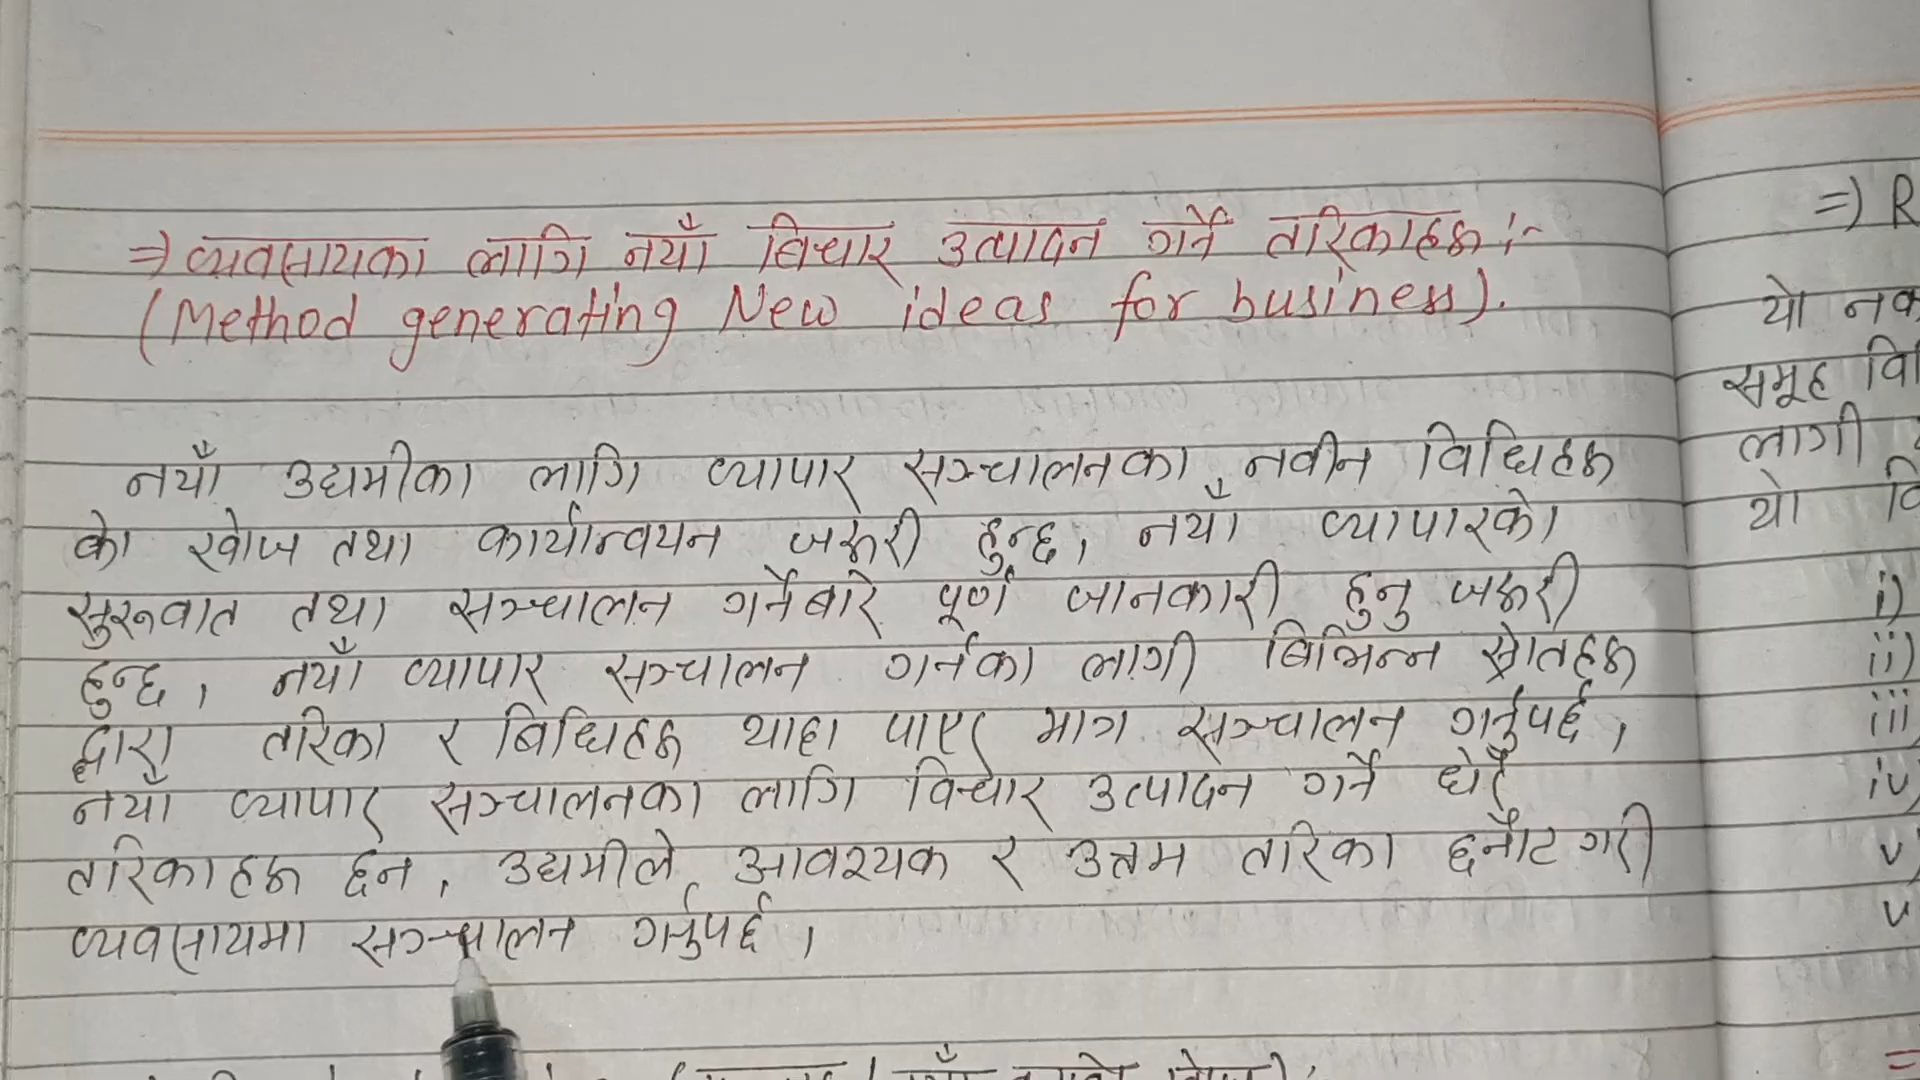 ⇒ व्यवसायका लागि नयाँ विचार उत्पादन गर्ने तरिकाहरू :-
(Method generating New ideas for business).
नयाँ उद्यमीका लागि व्यापार सञ्चालनका नवीन विधिहरू
को खोज तथा कार्यान्वयन जरूरी हुन्छ, नयाँ व्यापारको
सुरूवात तथा सञ्चालन गर्नेबारे पूर्ण जानकारी हुनु जरूरी
हुन्छ, नयाँ व्यापार सञ्चालन गर्नका लागी बिभिन्न स्रोतहरू
द्वारा तरिका र बिधिहरू थाहा पाएर मात्र सञ्चालन गर्नुपर्छ,
नयाँ व्यापार सञ्चालनका लागि विचार उत्पादन गर्ने धेरै
तरिकाहरू छन, उद्यमीले आवश्यक र उत्तम तरिका छनौट गरी
व्यवसायमा सञ्चालन गर्नुपर्छ,
⇒ R
यो
समूह
लागी
यो
i)
ii)
iii
iv)
v)
v